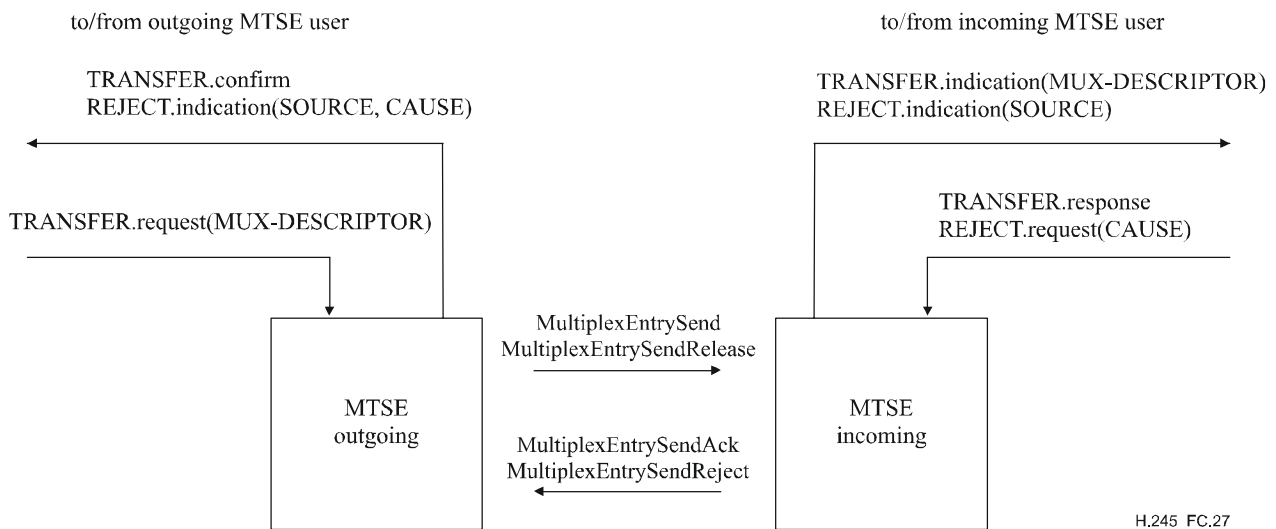 to/from outgoing MTSE user
to/from incoming MTSE user
TRANSFER.confirm
REJECT.indication(SOURCE, CAUSE)
TRANSFER.indication(MUX-DESCRIPTOR)
REJECT.indication(SOURCE)
TRANSFER.request(MUX-DESCRIPTOR)
TRANSFER.response
REJECT.request(CAUSE)
MultiplexEntrySend
MultiplexEntrySendRelease
MTSE
outgoing
MTSE
incoming
MultiplexEntrySendAck
MultiplexEntrySendReject
H.245_FC.27